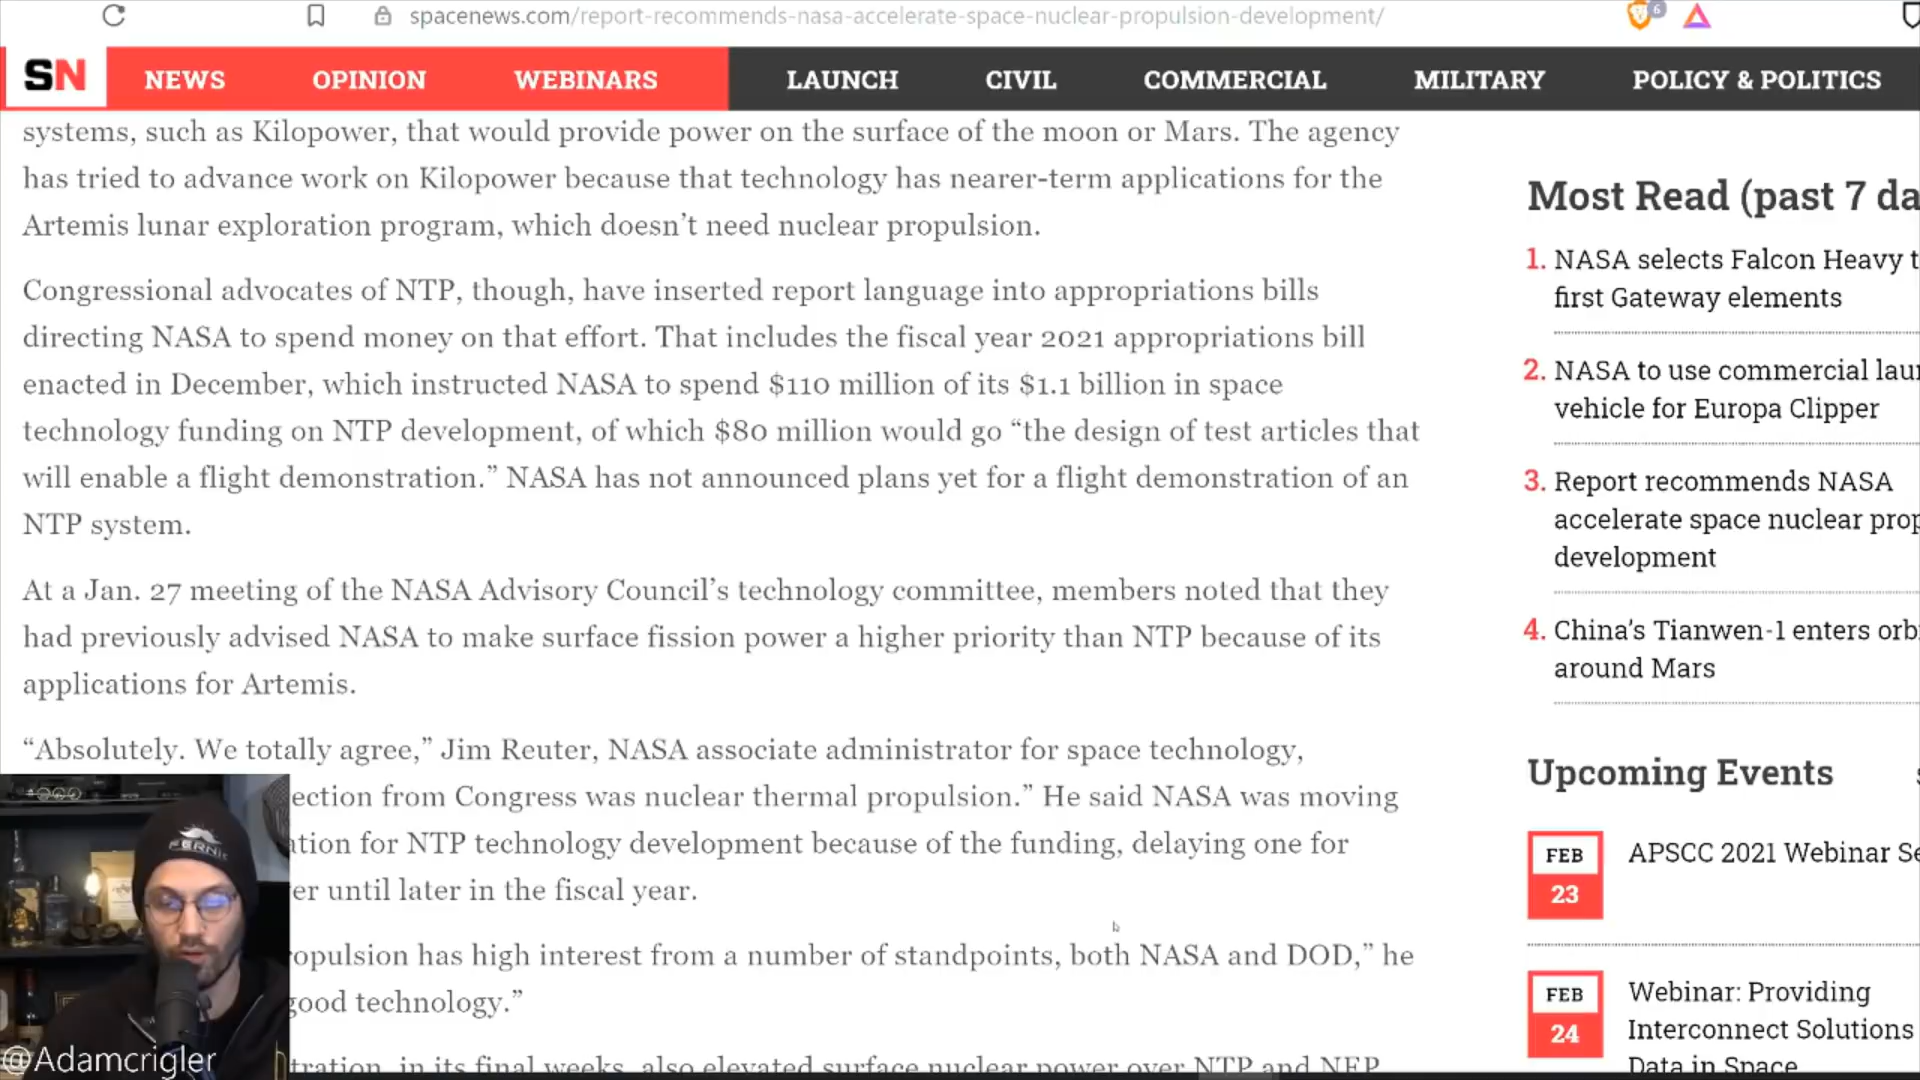 spacenews.com/report-recommends-nasa-accelerate-space-nuclear-propulsion-development/
6
SN NEWS OPINION WEBINARS LAUNCH CIVIL COMMERCIAL MILITARY POLICY & POLITICS
systems, such as Kilopower, that would provide power on the surface of the moon or Mars. The agency
has tried to advance work on Kilopower because that technology has nearer-term applications for the
Artemis lunar exploration program, which doesn’t need nuclear propulsion.
Congressional advocates of NTP, though, have inserted report language into appropriations bills
directing NASA to spend money on that effort. That includes the fiscal year 2021 appropriations bill
enacted in December, which instructed NASA to spend $110 million of its $1.1 billion in space
technology funding on NTP development, of which $80 million would go “the design of test articles that
will enable a flight demonstration.” NASA has not announced plans yet for a flight demonstration of an
NTP system.
At a Jan. 27 meeting of the NASA Advisory Council’s technology committee, members noted that they
had previously advised NASA to make surface fission power a higher priority than NTP because of its
applications for Artemis.
“Absolutely. We totally agree,” Jim Reuter, NASA associate administrator for space technology,
ection from Congress was nuclear thermal propulsion.” He said NASA was moving
ation for NTP technology development because of the funding, delaying one for
er until later in the fiscal year.
opulsion has high interest from a number of standpoints, both NASA and DOD,” he
good technology.”
tration, in its final weeks, also elevated surface nuclear power over NTP and NEP
Most Read (past 7 da
1. NASA selects Falcon Heavy t
first Gateway elements
2. NASA to use commercial lau
vehicle for Europa Clipper
3. Report recommends NASA
accelerate space nuclear prop
development
4. China’s Tianwen-1 enters orb
around Mars
Upcoming Events
FEB
23
APSCC 2021 Webinar Se
FEB
24
Webinar: Providing
Interconnect Solutions
Data in Space
FERNIE
@Adamcrigler